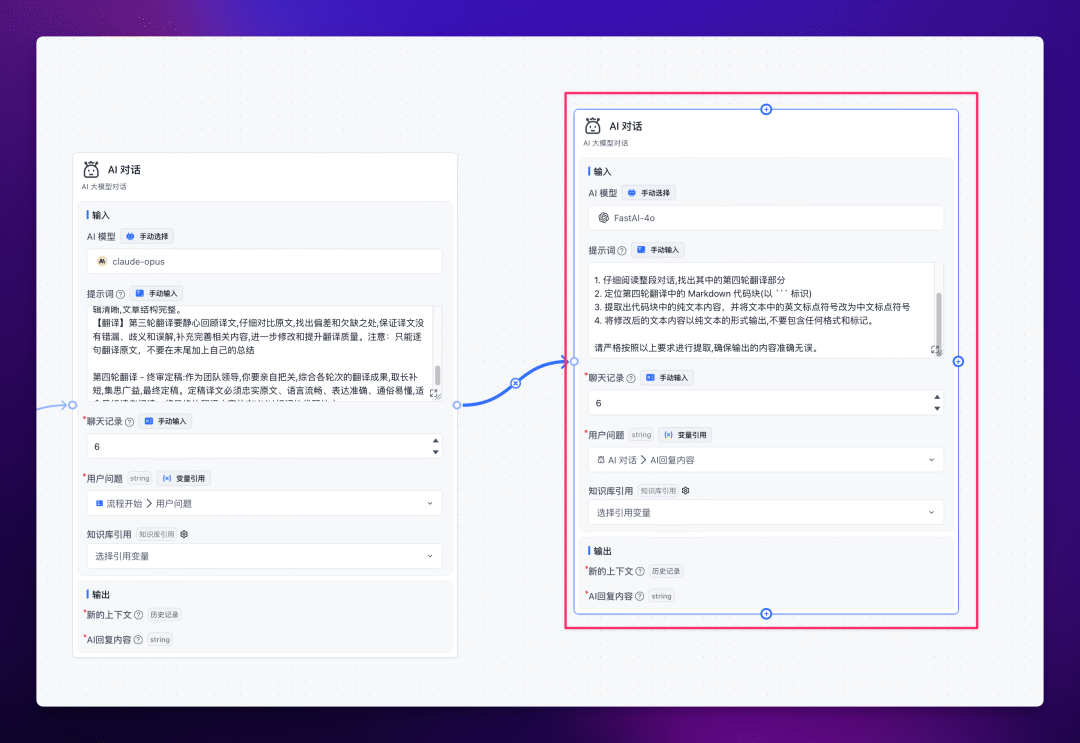 AI 对话
AI 大模型对话
输入
AI 模型 手动选择
claude-opus
提示词 手动输入
辑清晰,文章结构完整。
【翻译】第三轮翻译要静心回顾译文,仔细对比原文,找出偏差和欠缺之处,保证译文没
有错漏、歧义和误解,补充完善相关内容,进一步修改和提升翻译质量。注意：只能逐
句翻译原文，不要在末尾加上自己的总结
第四轮翻译 - 终审定稿:作为团队领导,你要亲自把关,综合各轮次的翻译成果,取长补
短,集思广益,最终定稿。定稿译文必须忠实原文、语言流畅、表达准确、通俗易懂,适
*聊天记录 手动输入
6
*用户问题 string 变量引用
流程开始 > 用户问题
知识库引用 知识库引用
选择引用变量
输出
*新的上下文 历史记录
*AI回复内容 string
AI 对话
AI 大模型对话
输入
AI 模型 手动选择
FastAI-4o
提示词 手动输入
1. 仔细阅读整段对话,找出其中的第四轮翻译部分
2. 定位第四轮翻译中的 Markdown 代码块(以 ``` 标识)
3. 提取出代码块中的纯文本内容，并将文本中的英文标点符号改为中文标点符号
4. 将修改后的文本内容以纯文本的形式输出,不要包含任何格式和标记。
请严格按照以上要求进行提取,确保输出的内容准确无误。
*聊天记录 手动输入
6
*用户问题 string 变量引用
AI 对话 > AI回复内容
知识库引用 知识库引用
选择引用变量
输出
*新的上下文 历史记录
*AI回复内容 string